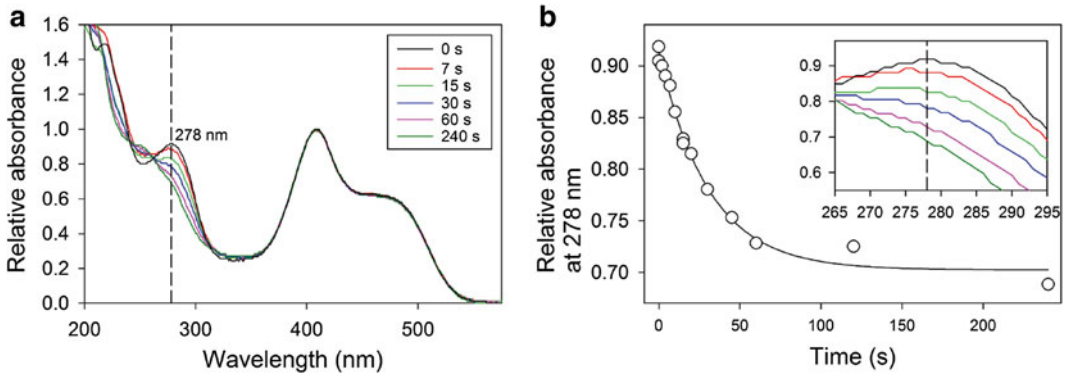 a
1.6
1.4
1.2
1.0
0.8
0.6
0.4
0.2
0.0
Relative absorbance
200
300
400
500
Wavelength (nm)
278 nm
0 s
7 s
15 s
30 s
60 s
240 s
b
0.90
0.85
0.80
0.75
0.70
Relative absorbance
at 278 nm
0
50
100
150
200
Time (s)
0.9
0.8
0.7
0.6
265
270
275
280
285
290
295